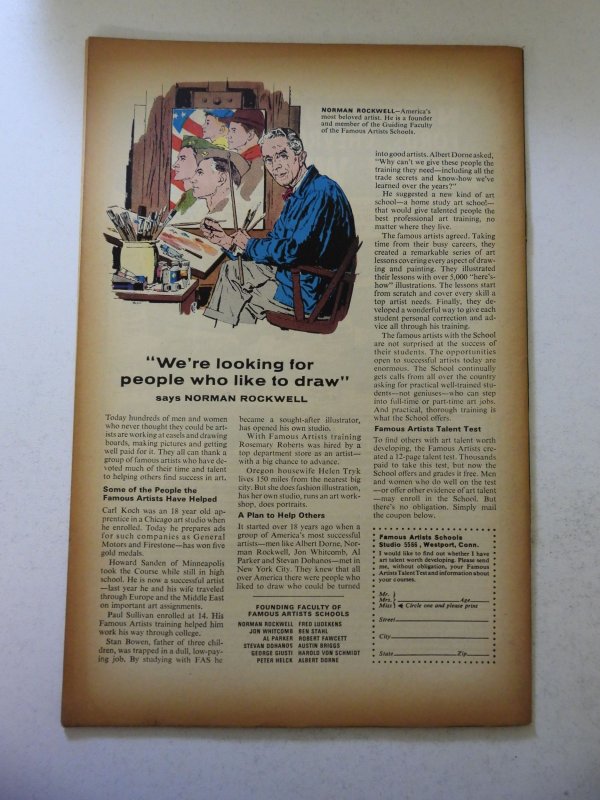 NORMAN ROCKWELL—America's
most beloved artist. He is a founder
and member of the Guiding Faculty
of the Famous Artists Schools.
"We're looking for
people who like to draw"
says NORMAN ROCKWELL
Today hundreds of men and women
who never thought they could be art-
ists are working at easels and drawing
boards, making pictures and getting
well paid for it. They all can thank a
group of famous artists who have de-
voted much of their time and talent
to helping others find success in art.
Some of the People the
Famous Artists Have Helped
Carl Koch was an 18 year old ap-
prentice in a Chicago art studio when
he enrolled. Today he prepares ads
for such companies as General
Motors and Firestone—has won five
gold medals.
Howard Sanden of Minneapolis
took the Course while still in high
school. He is now a successful artist
—last year he and his wife traveled
through Europe and the Middle East
on important art assignments.
Paul Sullivan enrolled at 14. His
Famous Artists training helped him
work his way through college.
Stan Bowen, father of three chil-
dren, was trapped in a dull, low-pay-
ing job. By studying with FAS he
became a sought-after illustrator,
has opened his own studio.
With Famous Artists training
Rosemary Roberts was hired by a
top department store as an artist—
with a big chance to advance.
Oregon housewife Helen Tryk
lives 150 miles from the nearest big
city. But she does fashion illustration,
has her own studio, runs an art work-
shop, does portraits.
A Plan to Help Others
It started over 18 years ago when a
group of America's most successful
artists—men like Albert Dorne, Nor-
man Rockwell, Jon Whitcomb, Al
Parker and Stevan Dohanos—met in
New York City. They knew that all
over America there were people who
liked to draw who could be turned
FOUNDING FACULTY OF
FAMOUS ARTISTS SCHOOLS
NORMAN ROCKWELL FRED LUDEKENS
JON WHITCOMB BEN STAHL
AL PARKER ROBERT FAWCETT
STEVAN DOHANOS AUSTIN BRIGGS
GEORGE GIUSTI HAROLD VON SCHMIDT
PETER HELCK ALBERT DORNE
into good artists. Albert Dorne asked,
"Why can't we give these people the
training they need—including all the
trade secrets and know-how we've
learned over the years?"
He suggested a new kind of art
school—a home study art school—
that would give talented people the
best professional art training, no
matter where they live.
The famous artists agreed. Taking
time from their busy careers, they
created a remarkable series of art
lessons covering every aspect of draw-
ing and painting. They illustrated
their lessons with over 5,000 "here's-
how" illustrations. The lessons start
from scratch and cover every skill a
top artist needs. Finally, they de-
veloped a wonderful way to give each
student personal correction and ad-
vice all through his training.
The famous artists with the School
are not surprised at the success of
their students. The opportunities
open to successful artists today are
enormous. The School continually
gets calls from all over the country
asking for practical well-trained stu-
dents—not geniuses—who can step
into full-time or part-time art jobs.
And practical, thorough training is
what the School offers.
Famous Artists Talent Test
To find others with art talent worth
developing, the Famous Artists cre-
ated a 12-page talent test. Thousands
paid to take this test, but now the
School offers and grades it free. Men
and women who do well on the test
—or offer other evidence of art talent
—may enroll in the School. But
there's no obligation. Simply mail
the coupon below.
Famous Artists Schools
Studio 5566, Westport, Conn.
I would like to find out whether I have
art talent worth developing. Please send
me, without obligation, your Famous
Artists Talent Test and information about
your courses.
Mr.
Mrs. Age
Miss Circle one and please print
Street
City
State Zip